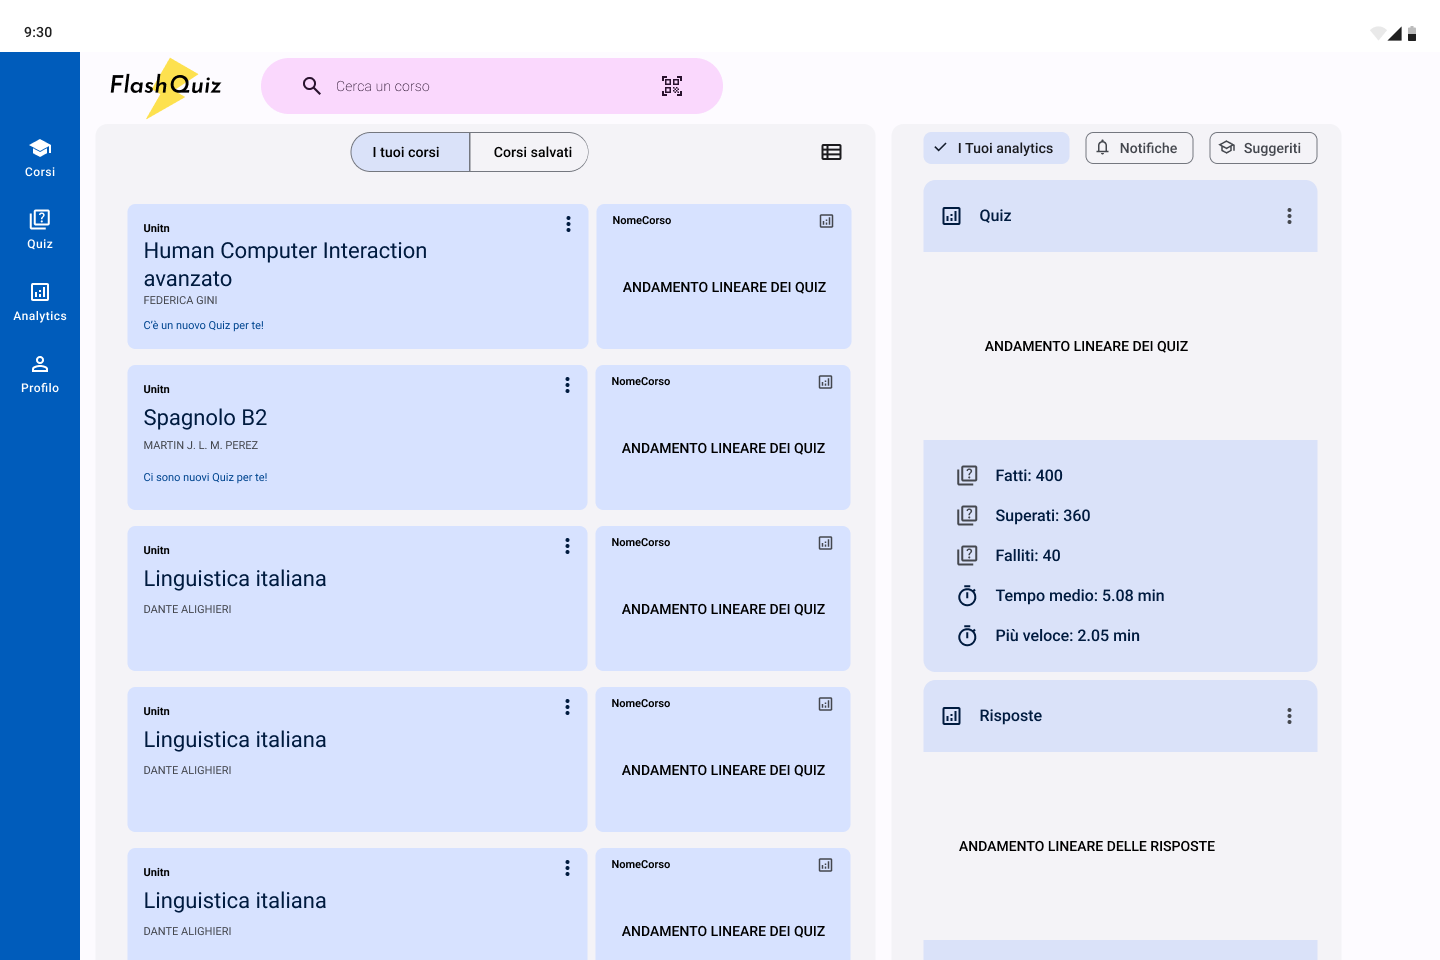 9:30
FlashQuiz
Cerca un corso
Corsi
Quiz
Analytics
Profilo
I tuoi corsi
Corsi salvati
Unitn
Human Computer Interaction
avanzato
FEDERICA GINI
C'è un nuovo Quiz per te!
NomeCorso
ANDAMENTO LINEARE DEI QUIZ
Unitn
Spagnolo B2
MARTIN J. L. M. PEREZ
Ci sono nuovi Quiz per te!
NomeCorso
ANDAMENTO LINEARE DEI QUIZ
Unitn
Linguistica italiana
DANTE ALIGHIERI
NomeCorso
ANDAMENTO LINEARE DEI QUIZ
Unitn
Linguistica italiana
DANTE ALIGHIERI
NomeCorso
ANDAMENTO LINEARE DEI QUIZ
Unitn
Linguistica italiana
DANTE ALIGHIERI
NomeCorso
ANDAMENTO LINEARE DEI QUIZ
I Tuoi analytics
Notifiche
Suggeriti
Quiz
ANDAMENTO LINEARE DEI QUIZ
Fatti: 400
Superati: 360
Falliti: 40
Tempo medio: 5.08 min
Più veloce: 2.05 min
Risposte
ANDAMENTO LINEARE DELLE RISPOSTE